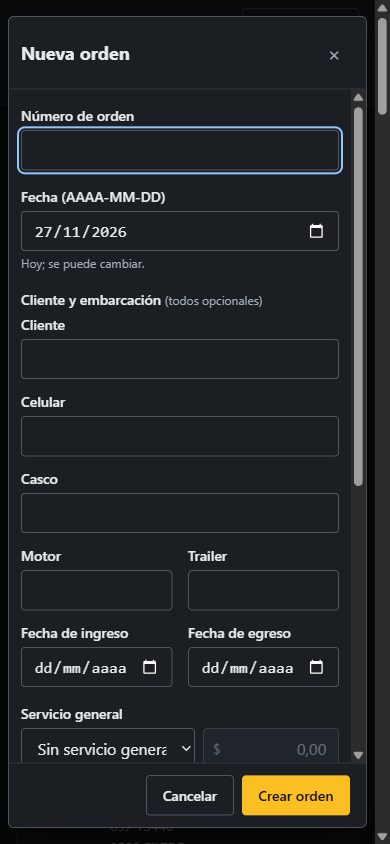 Nueva orden ×
Número de orden
Fecha (AAAA-MM-DD)
27/11/2026
Hoy; se puede cambiar.
Cliente y embarcación (todos opcionales)
Cliente
Celular
Casco
Motor Trailer
Fecha de ingreso Fecha de egreso
dd/mm/aaaa dd/mm/aaaa
Servicio general
Sin servicio genera $ 0,00
Cancelar Crear orden